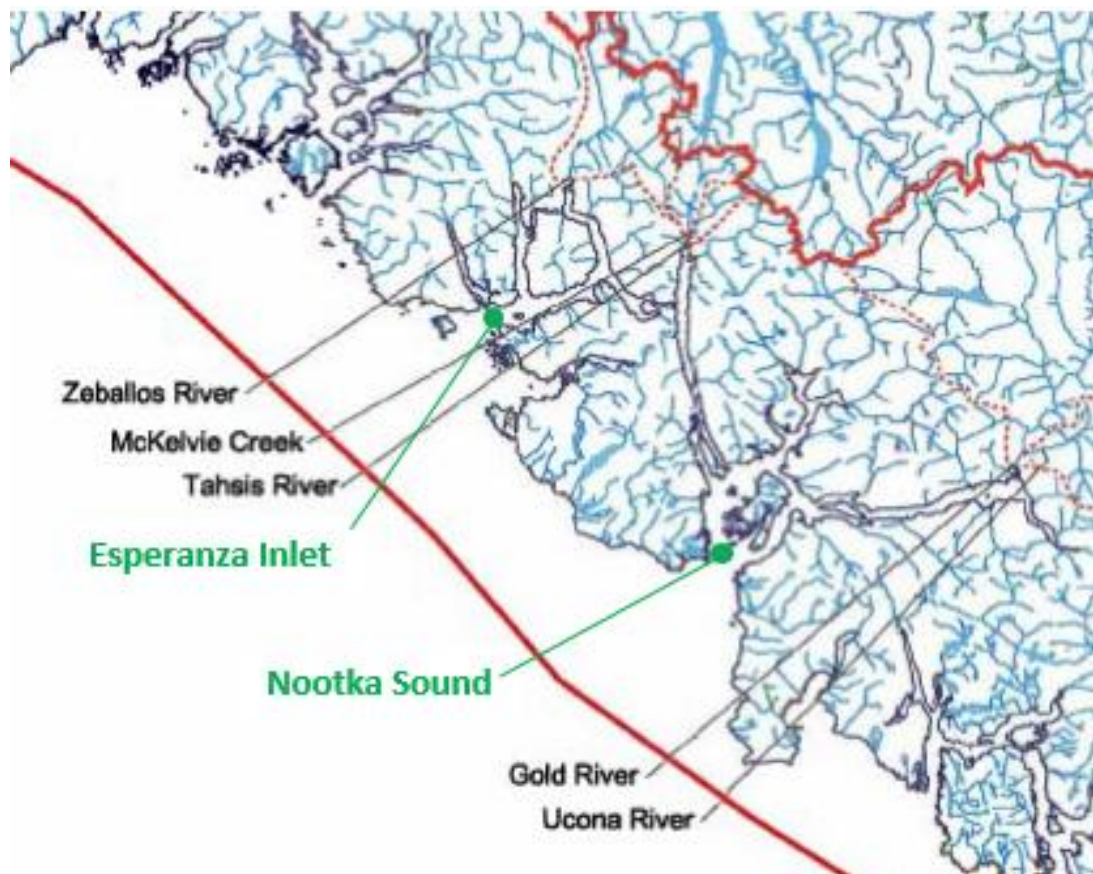 Zeballos River
McKelvie Creek
Tahsis River
Esperanza Inlet
Nootka Sound
Gold River
Ucona River